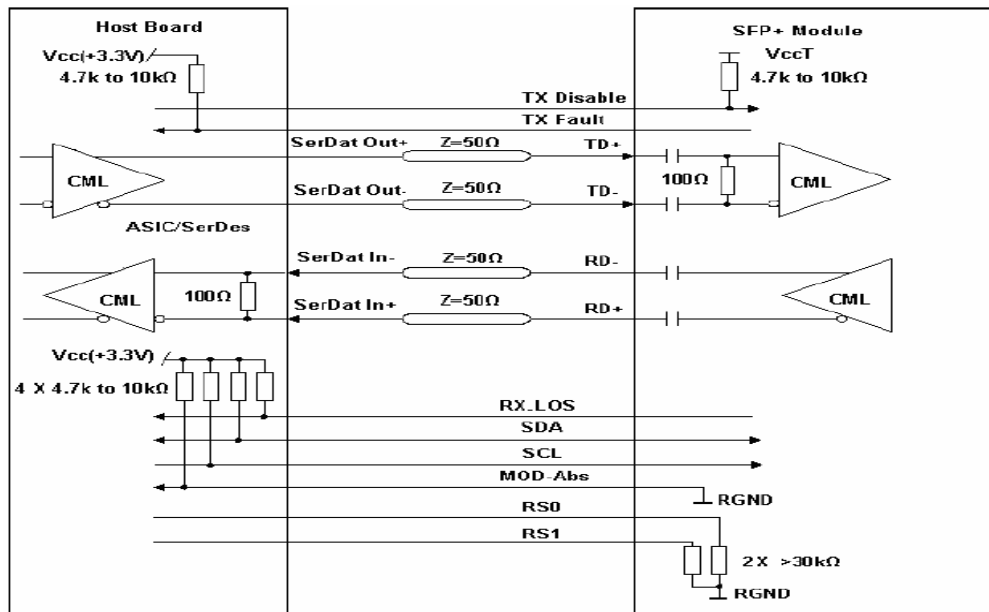 Host Board
SFP+ Module
Vcc(+3.3V)
4.7k to 10kΩ
VccT
4.7k to 10kΩ
TX Disable
TX Fault
SerDat Out+
Z=50Ω
TD+
CML
100Ω
CML
SerDat Out-
Z=50Ω
TD-
ASIC/SerDes
SerDat In-
Z=50Ω
RD-
CML
100Ω
CML
SerDat In+
Z=50Ω
RD+
Vcc(+3.3V)
4 X 4.7k to 10kΩ
RX_LOS
SDA
SCL
MOD-Abs
RGND
RS0
RS1
2X >30kΩ
RGND